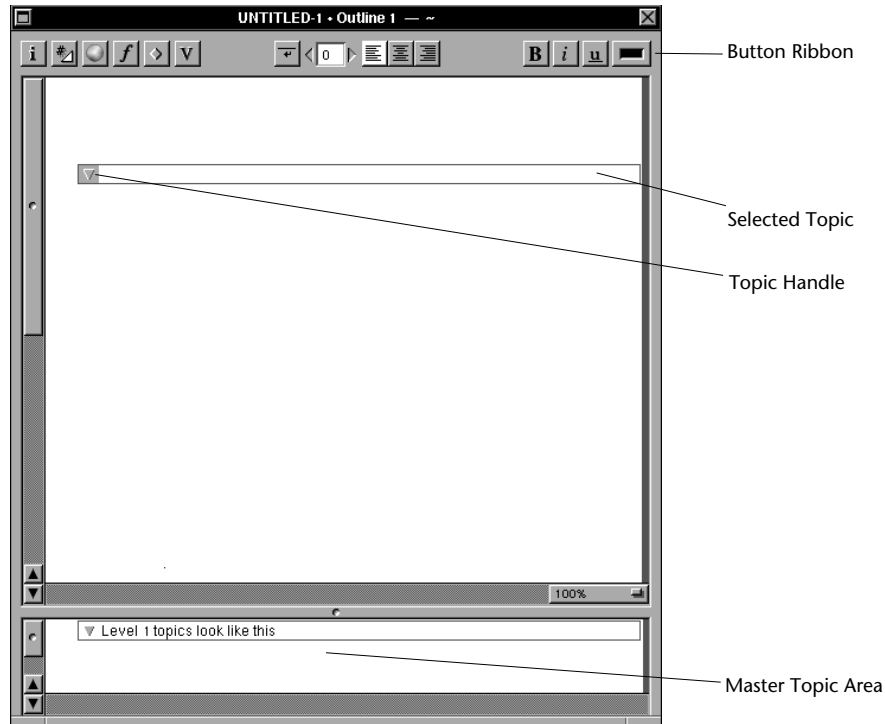 UNTITLED-1 • Outline 1 — ~
i # f V 0 B i u
Button Ribbon
Selected Topic
Topic Handle
100%
Level 1 topics look like this
Master Topic Area